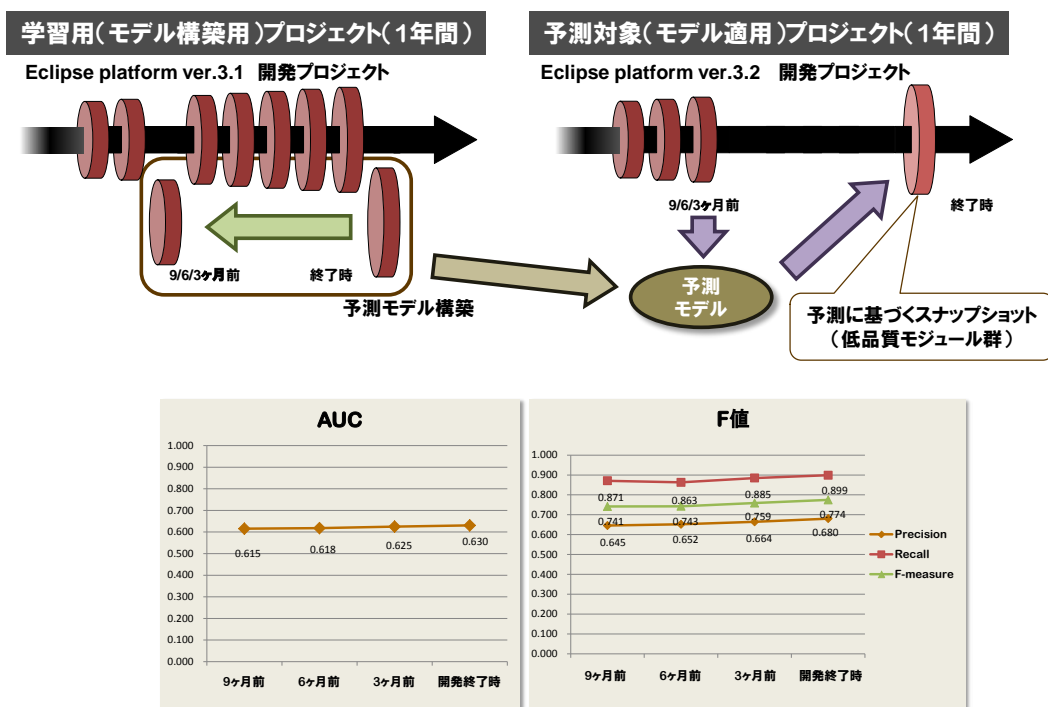 学習用(モデル構築用)プロジェクト(1年間)
Eclipse platform ver.3.1 開発プロジェクト
9/6/3ヶ月前
終了時
予測モデル構築
予測対象(モデル適用)プロジェクト(1年間)
Eclipse platform ver.3.2 開発プロジェクト
9/6/3ヶ月前
終了時
予測
モデル
予測に基づくスナップショット
(低品質モジュール群)
AUC
1.000
0.900
0.800
0.700
0.600
0.500
0.400
0.300
0.200
0.100
0.000
0.615
0.618
0.625
0.630
9ヶ月前
6ヶ月前
3ヶ月前
開発終了時
F値
1.000
0.900
0.800
0.700
0.600
0.500
0.400
0.300
0.200
0.100
0.000
0.871
0.863
0.885
0.899
0.741
0.743
0.759
0.774
0.645
0.652
0.664
0.680
9ヶ月前
6ヶ月前
3ヶ月前
開発終了時
Precision
Recall
F-measure